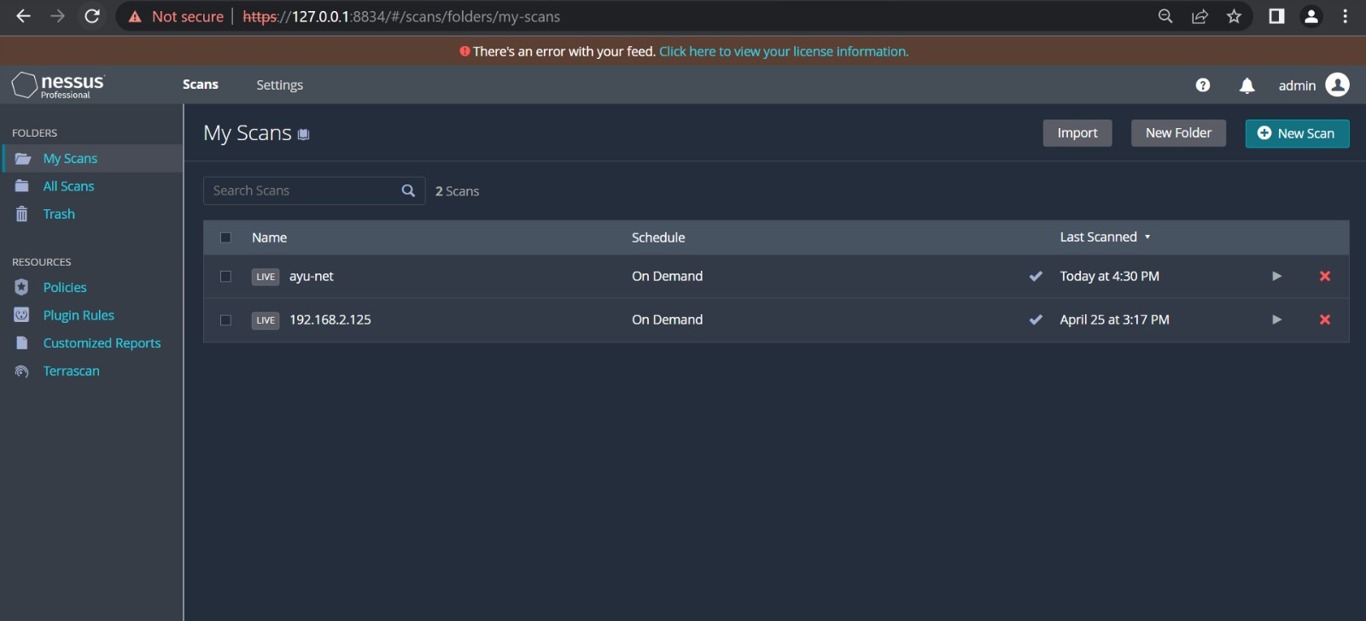 Not secure https://127.0.0.1:8834/#/scans/folders/my-scans
There's an error with your feed. Click here to view your license information.
nessus
Professional
Scans Settings
admin
FOLDERS
My Scans
All Scans
Trash
RESOURCES
Policies
Plugin Rules
Customized Reports
Terrascan
My Scans
Import New Folder New Scan
Search Scans 2 Scans
Name Schedule Last Scanned
LIVE ayu-net On Demand Today at 4:30 PM
LIVE 192.168.2.125 On Demand April 25 at 3:17 PM